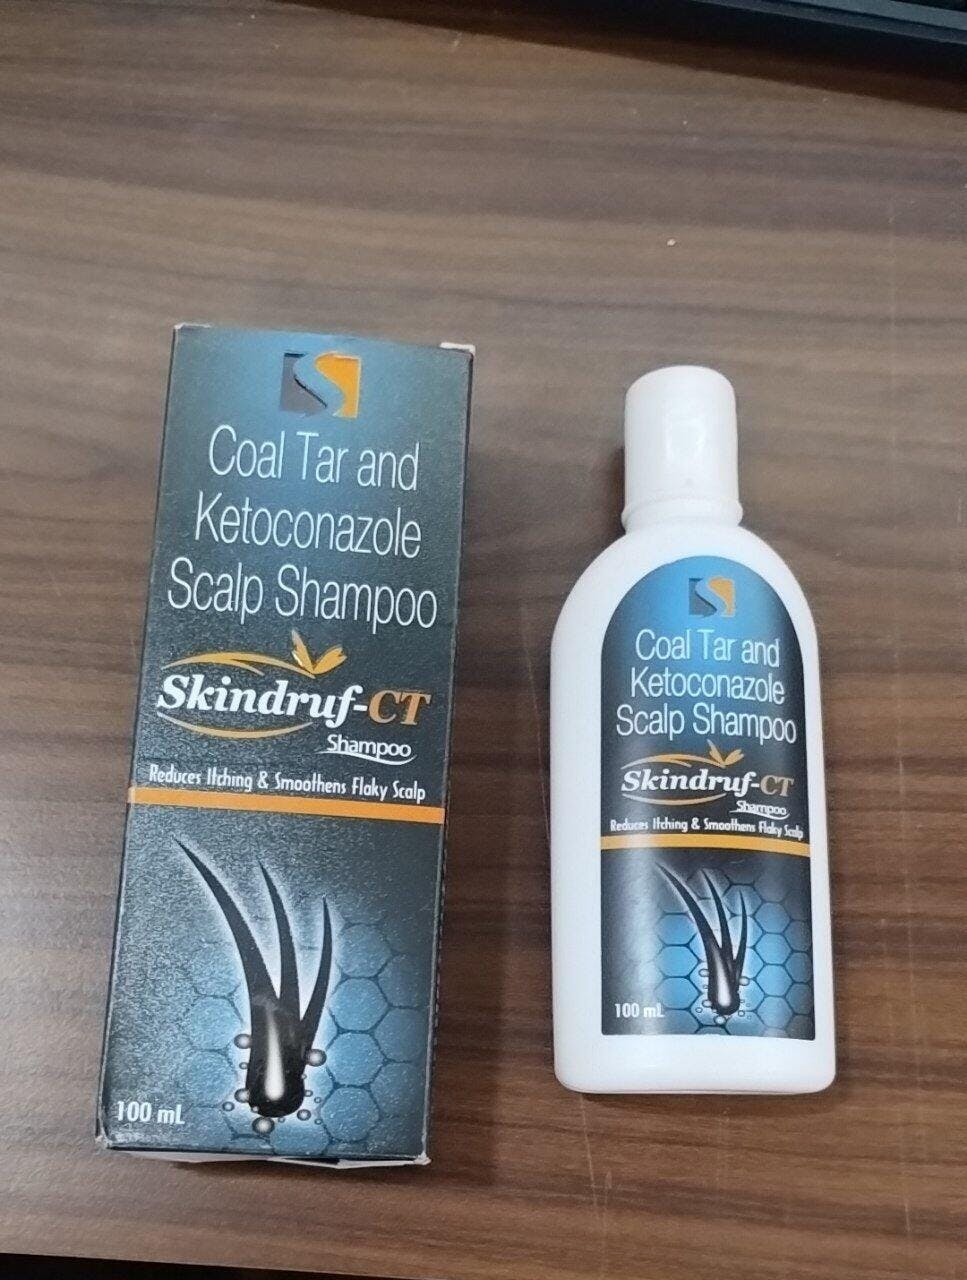 Coal Tar and
Ketoconazole
Scalp Shampoo
Skindruf-CT
Shampoo
Reduces Itching & Smoothens Flaky Scalp
100 mL
Coal Tar and
Ketoconazole
Scalp Shampoo
Skindruf-CT
Shampoo
Reduces Itching & Smoothens Flaky Scalp
100 mL